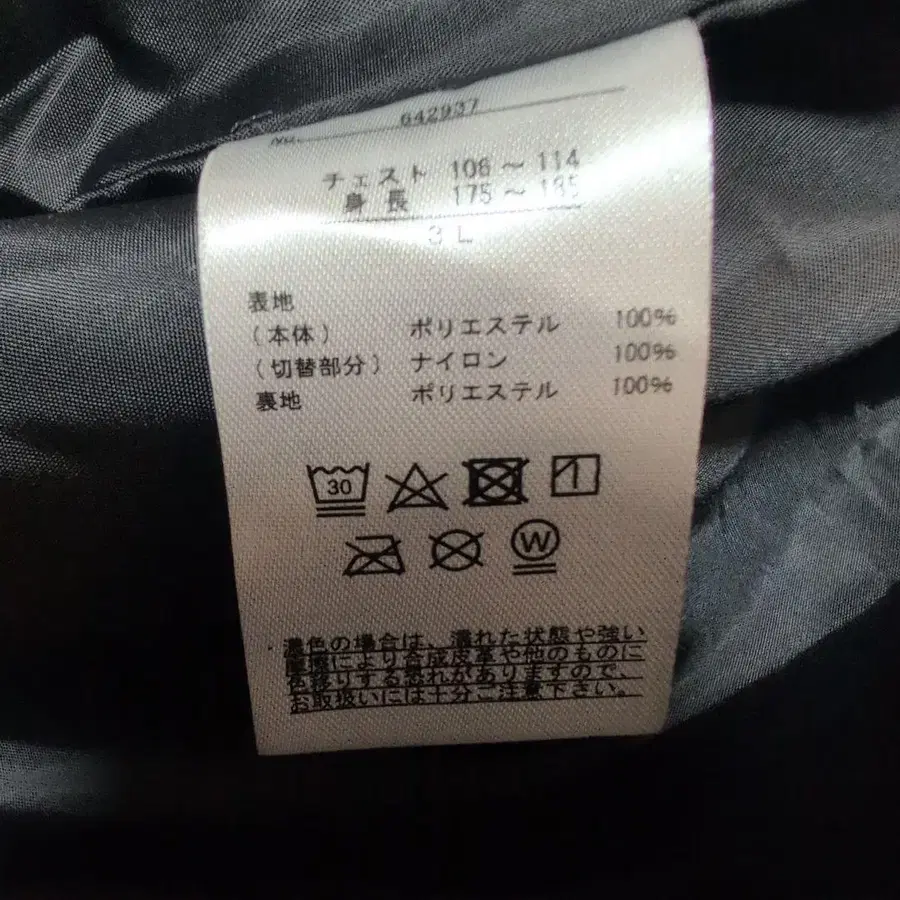 No. 642937
チェスト 106～114
身長 175～185
3L
表地
(本体) ポリエステル 100%
(切替部分) ナイロン 100%
裏地 ポリエステル 100%
30
W
・濃色の場合は、濡れた状態や強い
摩擦により合成皮革や他のものに
色移りする恐れがありますので、
お取扱いには十分ご注意下さい。